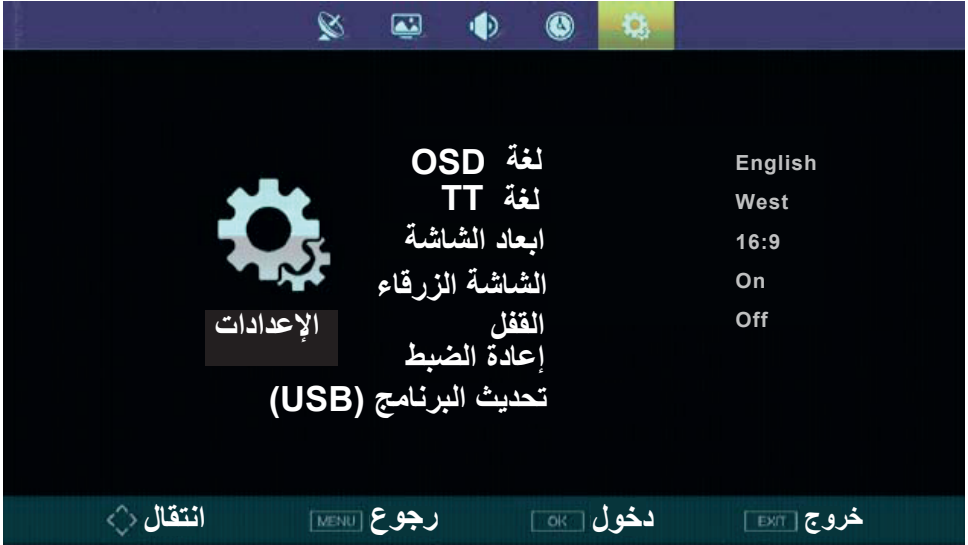 لغة OSD English
لغة TT West
ابعاد الشاشة 16:9
الشاشة الزرقاء On
القفل Off
إعادة الضبط
تحديث البرنامج (USB)
الإعدادات
انتقال
MENU رجوع
OK دخول
EXIT خروج